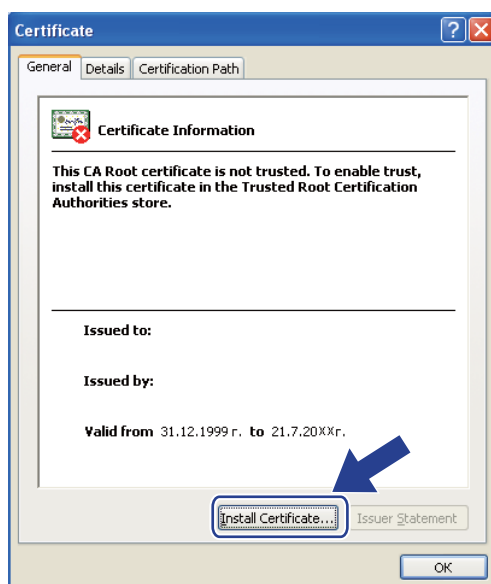 Certificate
General Details Certification Path
Certificate Information
This CA Root certificate is not trusted. To enable trust,
install this certificate in the Trusted Root Certification
Authorities store.
Issued to:
Issued by:
Valid from 31.12.1999 г. to 21.7.20XXг.
Install Certificate... Issuer Statement
OK